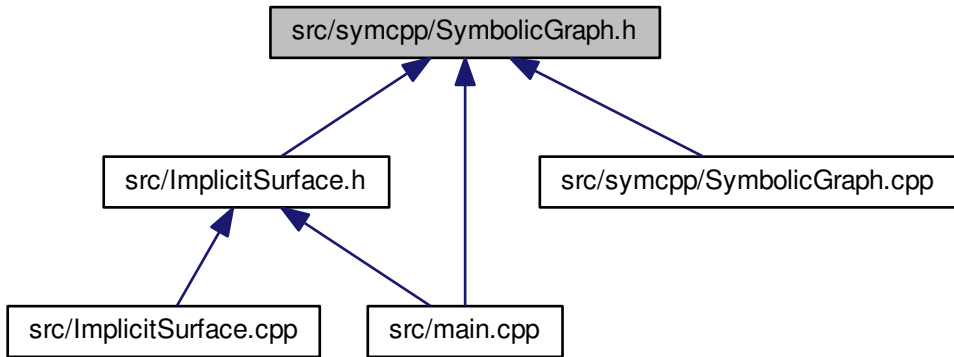 src/symcpp/SymbolicGraph.h
src/ImplicitSurface.h
src/symcpp/SymbolicGraph.cpp
src/ImplicitSurface.cpp
src/main.cpp